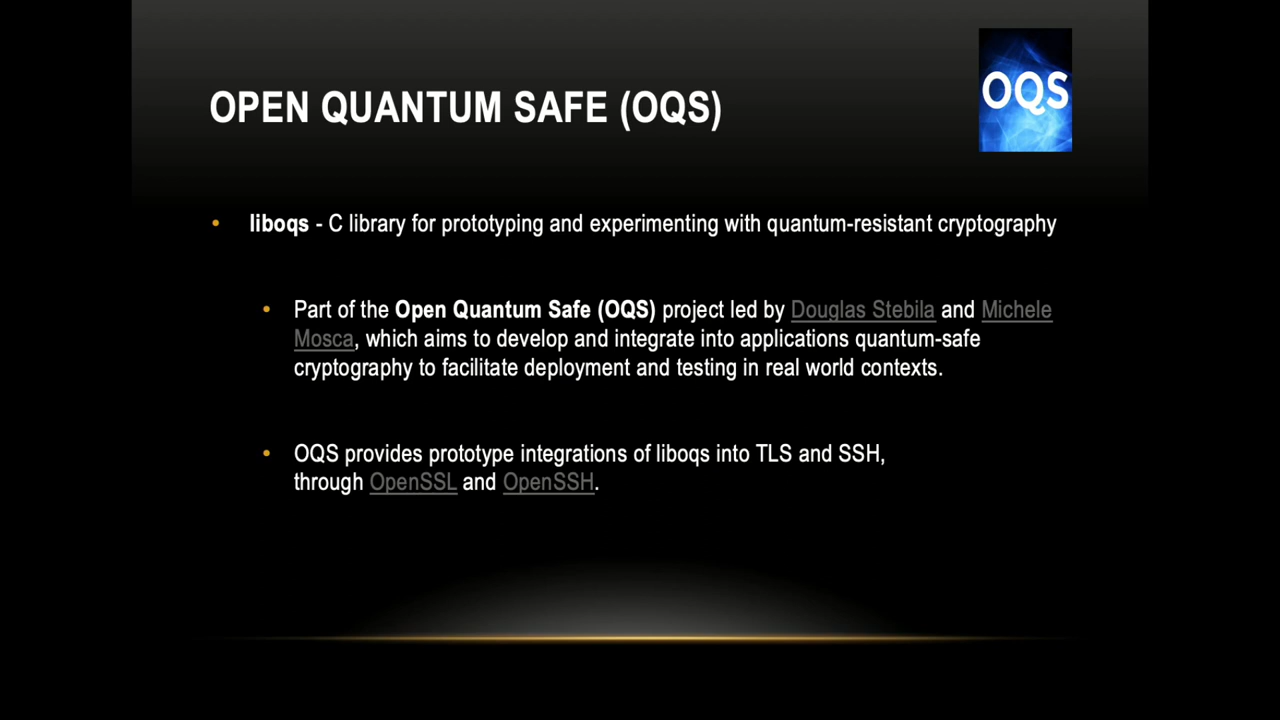 OPEN QUANTUM SAFE (OQS)
OQS
• liboqs - C library for prototyping and experimenting with quantum-resistant cryptography
• Part of the Open Quantum Safe (OQS) project led by Douglas Stebila and Michele
Mosca, which aims to develop and integrate into applications quantum-safe
cryptography to facilitate deployment and testing in real world contexts.
• OQS provides prototype integrations of liboqs into TLS and SSH,
through OpenSSL and OpenSSH.